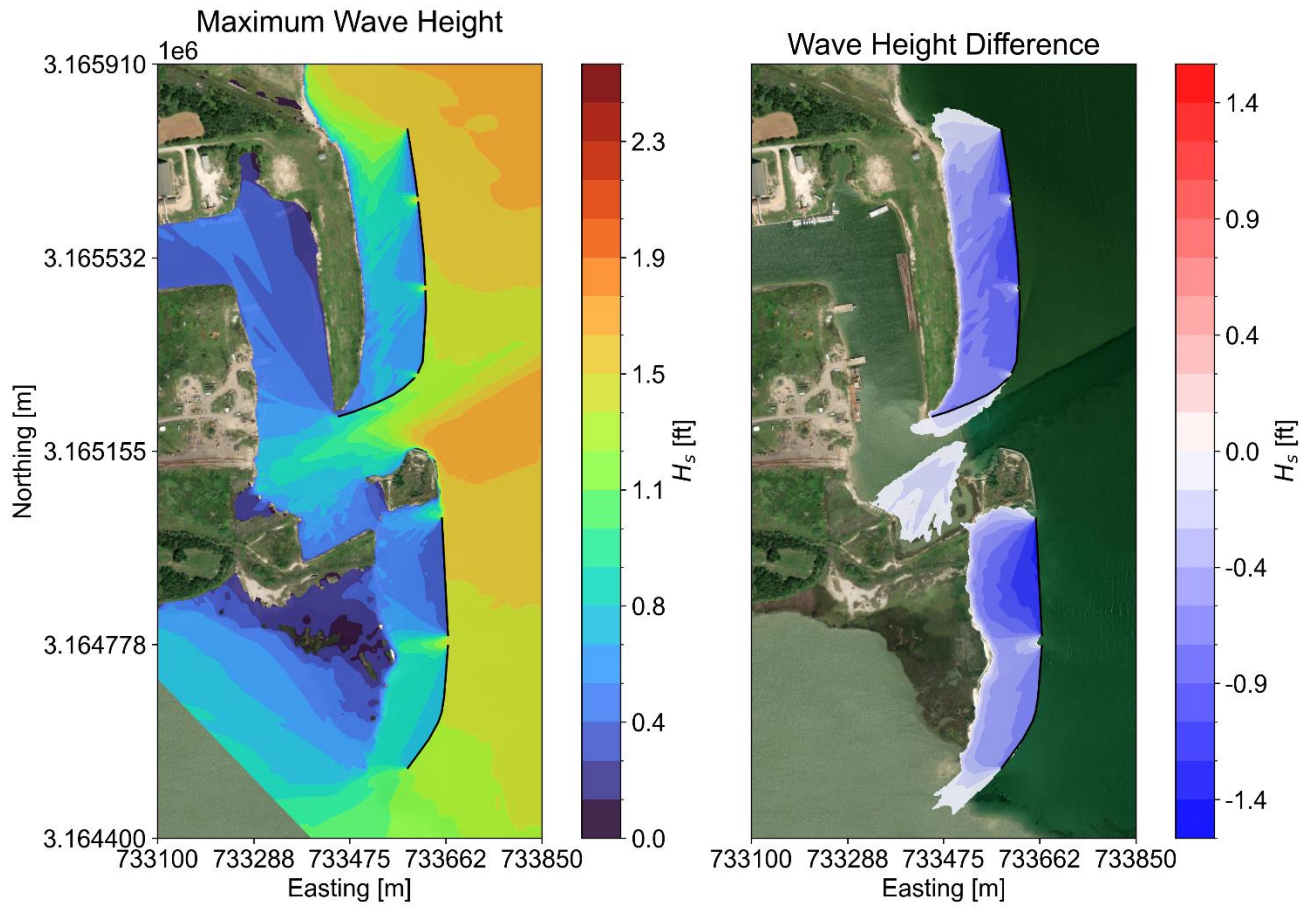 Maximum Wave Height
1e6
3.165910
3.165532
3.165155
3.164778
3.164400
Northing [m]
733100 733288 733475 733662 733850
Easting [m]
2.3
1.9
1.5
1.1
0.8
0.4
0.0
Hs [ft]
Wave Height Difference
733100 733288 733475 733662 733850
Easting [m]
1.4
0.9
0.4
0.0
-0.4
-0.9
-1.4
Hs [ft]